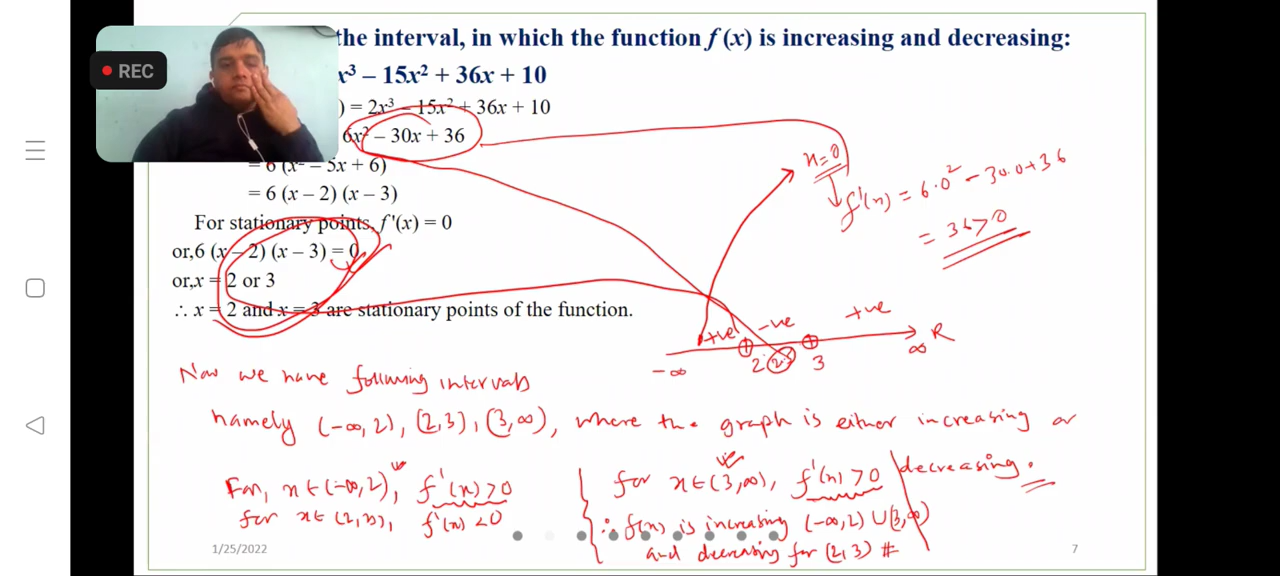 the interval, in which the function f (x) is increasing and decreasing:
REC
x³ – 15x² + 36x + 10
) = 2x³ – 15x² + 36x + 10
6x² – 30x + 36
= 6 (x² – 5x + 6)
= 6 (x – 2) (x – 3)
For stationary points, f '(x) = 0
or,6 (x – 2) (x – 3) = 0
or,x = 2 or 3
∴ x = 2 and x = 3 are stationary points of the function.
x=0
f'(x) = 6.0² - 30.0+36
= 36>0
+ve -ve +ve
-∞ 2 3 ∞ R
Now we have following intervals
namely (-∞, 2), (2,3), (3,∞), where the graph is either increasing or
decreasing.
For, x∈(-∞,2), f'(x)>0
for x∈(2,3), f'(x)<0
for x∈(3,∞), f'(x)>0
∴ f(x) is increasing (-∞,2) ∪(3,∞)
and decreasing for (2,3) #
1/25/2022
7